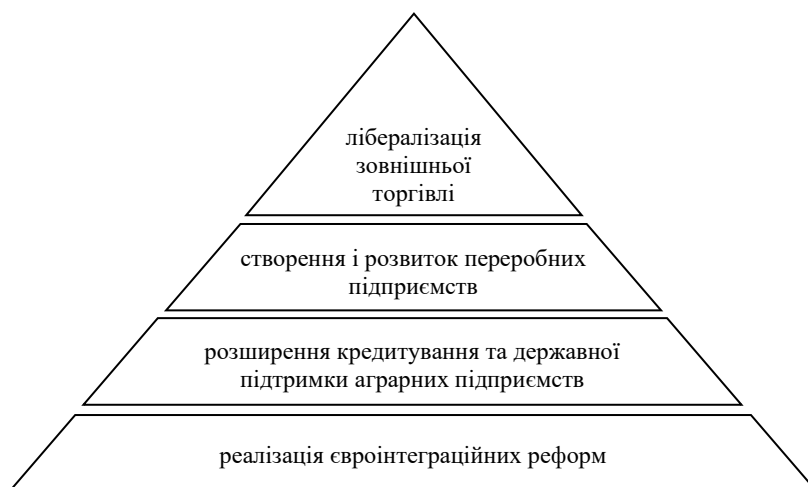 лібералізація
зовнішньої
торгівлі
створення і розвиток переробних
підприємств
розширення кредитування та державної
підтримки аграрних підприємств
реалізація євроінтеграційних реформ